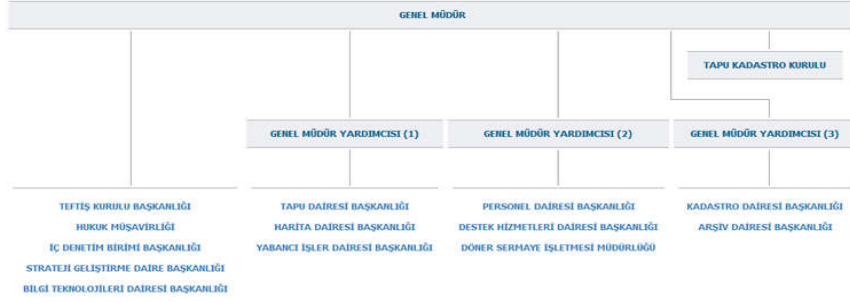 GENEL MÜDÜR
TAPU KADASTRO KURULU
GENEL MÜDÜR YARDIMCISI (1)
GENEL MÜDÜR YARDIMCISI (2)
GENEL MÜDÜR YARDIMCISI (3)
TEFTİŞ KURULU BAŞKANLIĞI
HUKUK MÜŞAVİRLİĞİ
İÇ DENETİM BİRİMİ BAŞKANLIĞI
STRATEJİ GELİŞTİRME DAİRE BAŞKANLIĞI
BİLGİ TEKNOLOJİLERİ DAİRESİ BAŞKANLIĞI
TAPU DAİRESİ BAŞKANLIĞI
HARİTA DAİRESİ BAŞKANLIĞI
YABANCI İŞLER DAİRESİ BAŞKANLIĞI
PERSONEL DAİRESİ BAŞKANLIĞI
DESTEK HİZMETLERİ DAİRESİ BAŞKANLIĞI
DÖNER SERMAYE İŞLETMESİ MÜDÜRLÜĞÜ
KADASTRO DAİRESİ BAŞKANLIĞI
ARŞİV DAİRESİ BAŞKANLIĞI